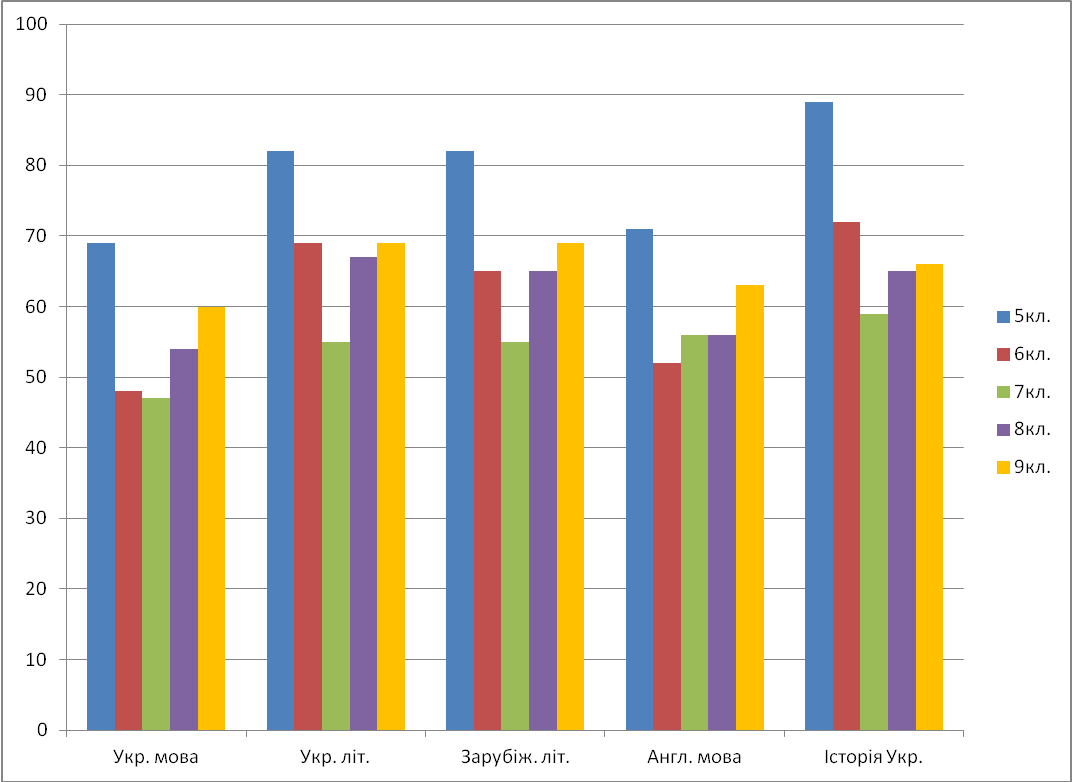 100
90
80
70
60
50
40
30
20
10
0
Укр. мова
Укр. літ.
Зарубіж. літ.
Англ. мова
Історія Укр.
5кл.
6кл.
7кл.
8кл.
9кл.